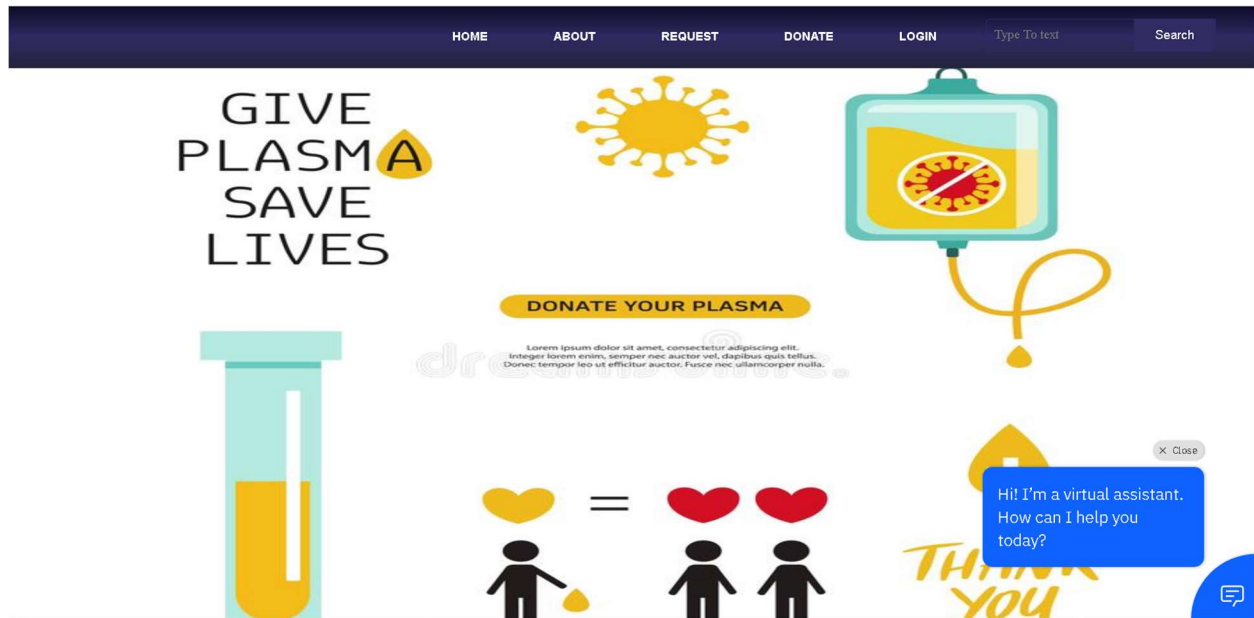 HOME ABOUT REQUEST DONATE LOGIN Type To text Search
GIVE
PLASMA
SAVE
LIVES
DONATE YOUR PLASMA
Lorem ipsum dolor sit amet, consectetur adipiscing elit.
Integer lorem enim, semper nec auctor vel, dapibus quis tellus.
Donec tempor leo ut efficitur auctor. Fusce nec ullamcorper nulla.
× Close
Hi! I'm a virtual assistant.
How can I help you
today?
THANK
YOU